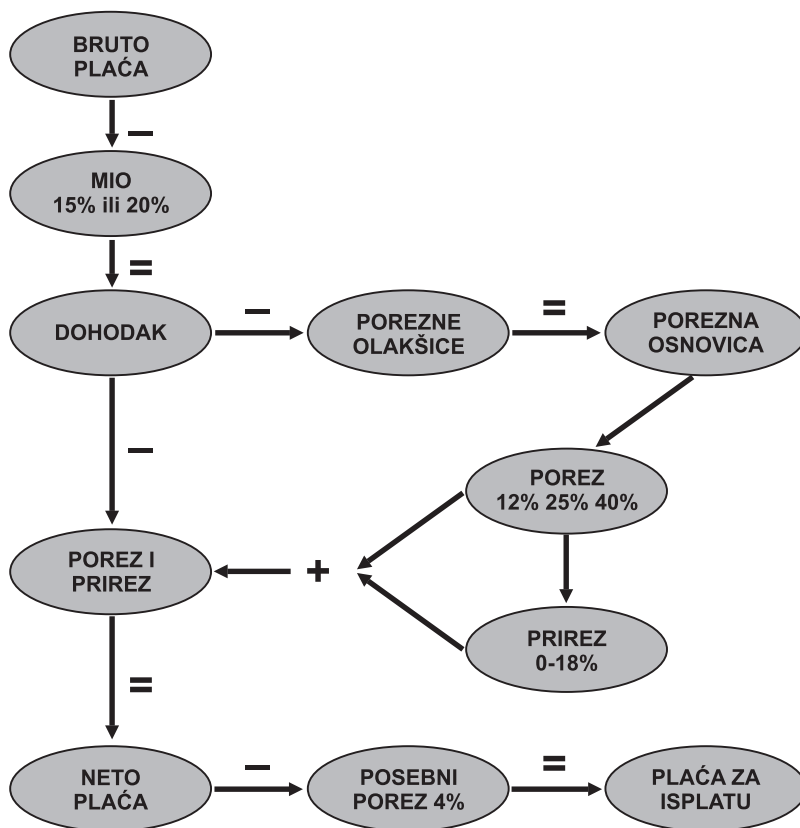 BRUTO
PLAĆA
–
MIO
15% ili 20%
=
DOHODAK
–
POREZNE
OLAKŠICE
=
POREZNA
OSNOVICA
–
POREZ
12% 25% 40%
POREZ I
PRIREZ
+
PRIREZ
0-18%
=
NETO
PLAĆA
–
POSEBNI
POREZ 4%
=
PLAĆA ZA
ISPLATU